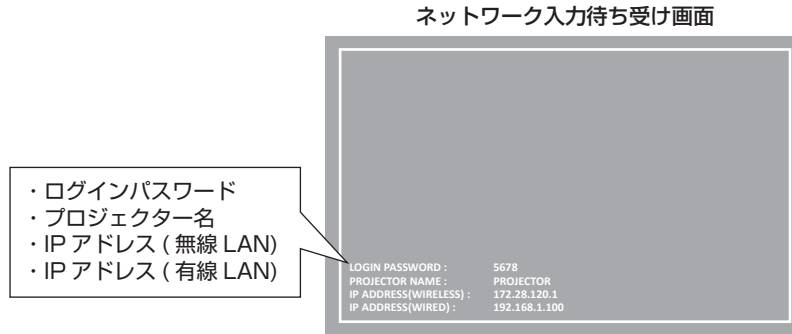 ネットワーク入力待ち受け画面
・ログインパスワード
・プロジェクター名
・IP アドレス ( 無線 LAN)
・IP アドレス ( 有線 LAN)
LOGIN PASSWORD : 5678
PROJECTOR NAME : PROJECTOR
IP ADDRESS(WIRELESS) : 172.28.120.1
IP ADDRESS(WIRED) : 192.168.1.100